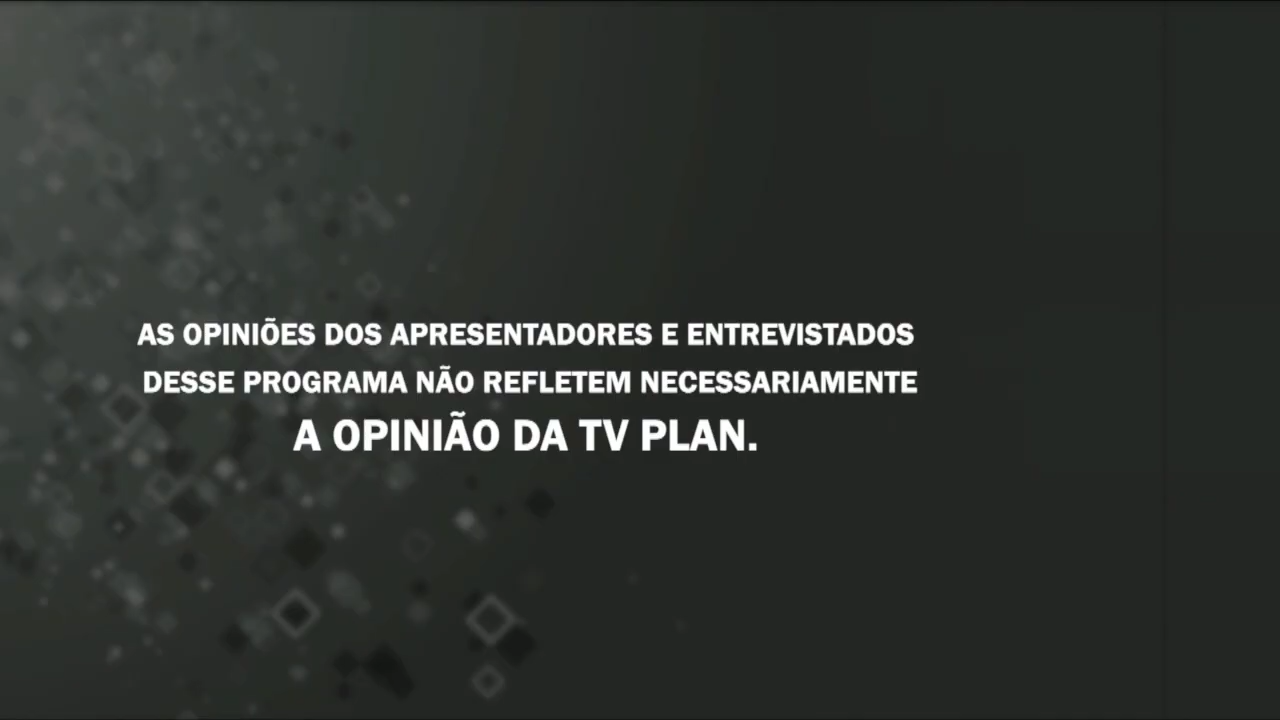 AS OPINIÕES DOS APRESENTADORES E ENTREVISTADOS
DESSE PROGRAMA NÃO REFLETEM NECESSARIAMENTE
A OPINIÃO DA TV PLAN.